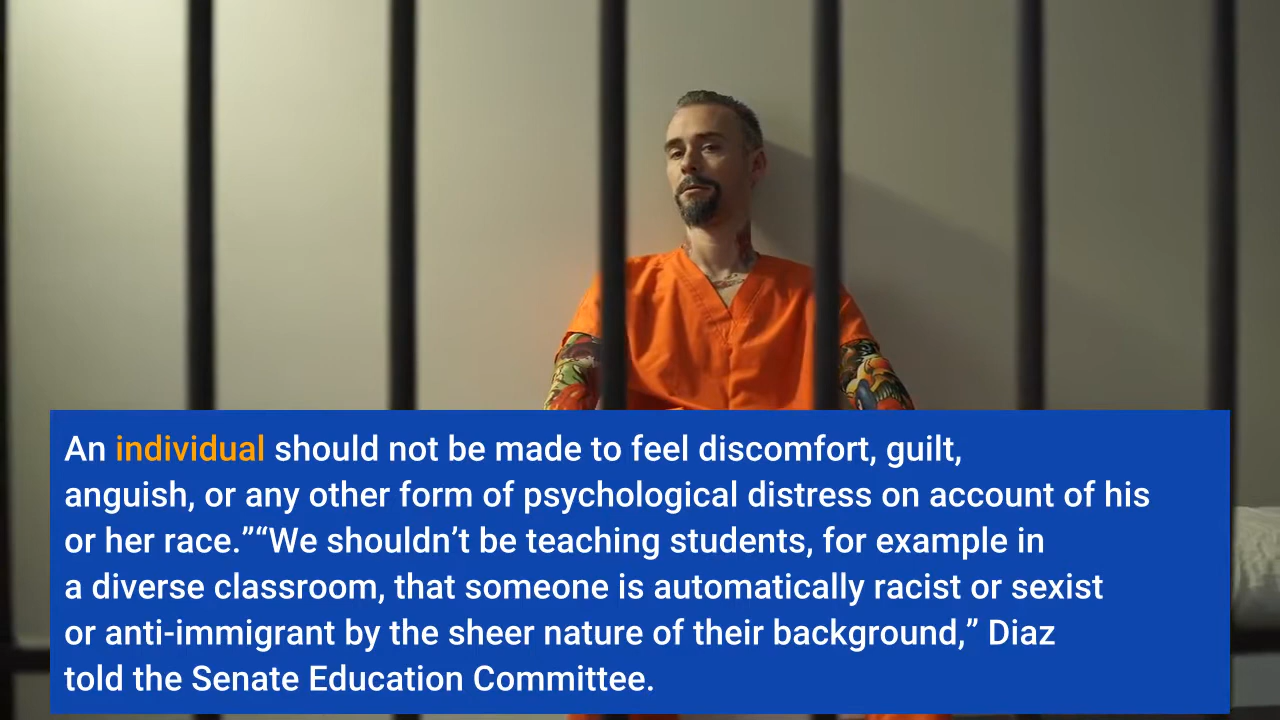 An individual should not be made to feel discomfort, guilt,
anguish, or any other form of psychological distress on account of his
or her race.”“We shouldn’t be teaching students, for example in
a diverse classroom, that someone is automatically racist or sexist
or anti-immigrant by the sheer nature of their background,” Diaz
told the Senate Education Committee.